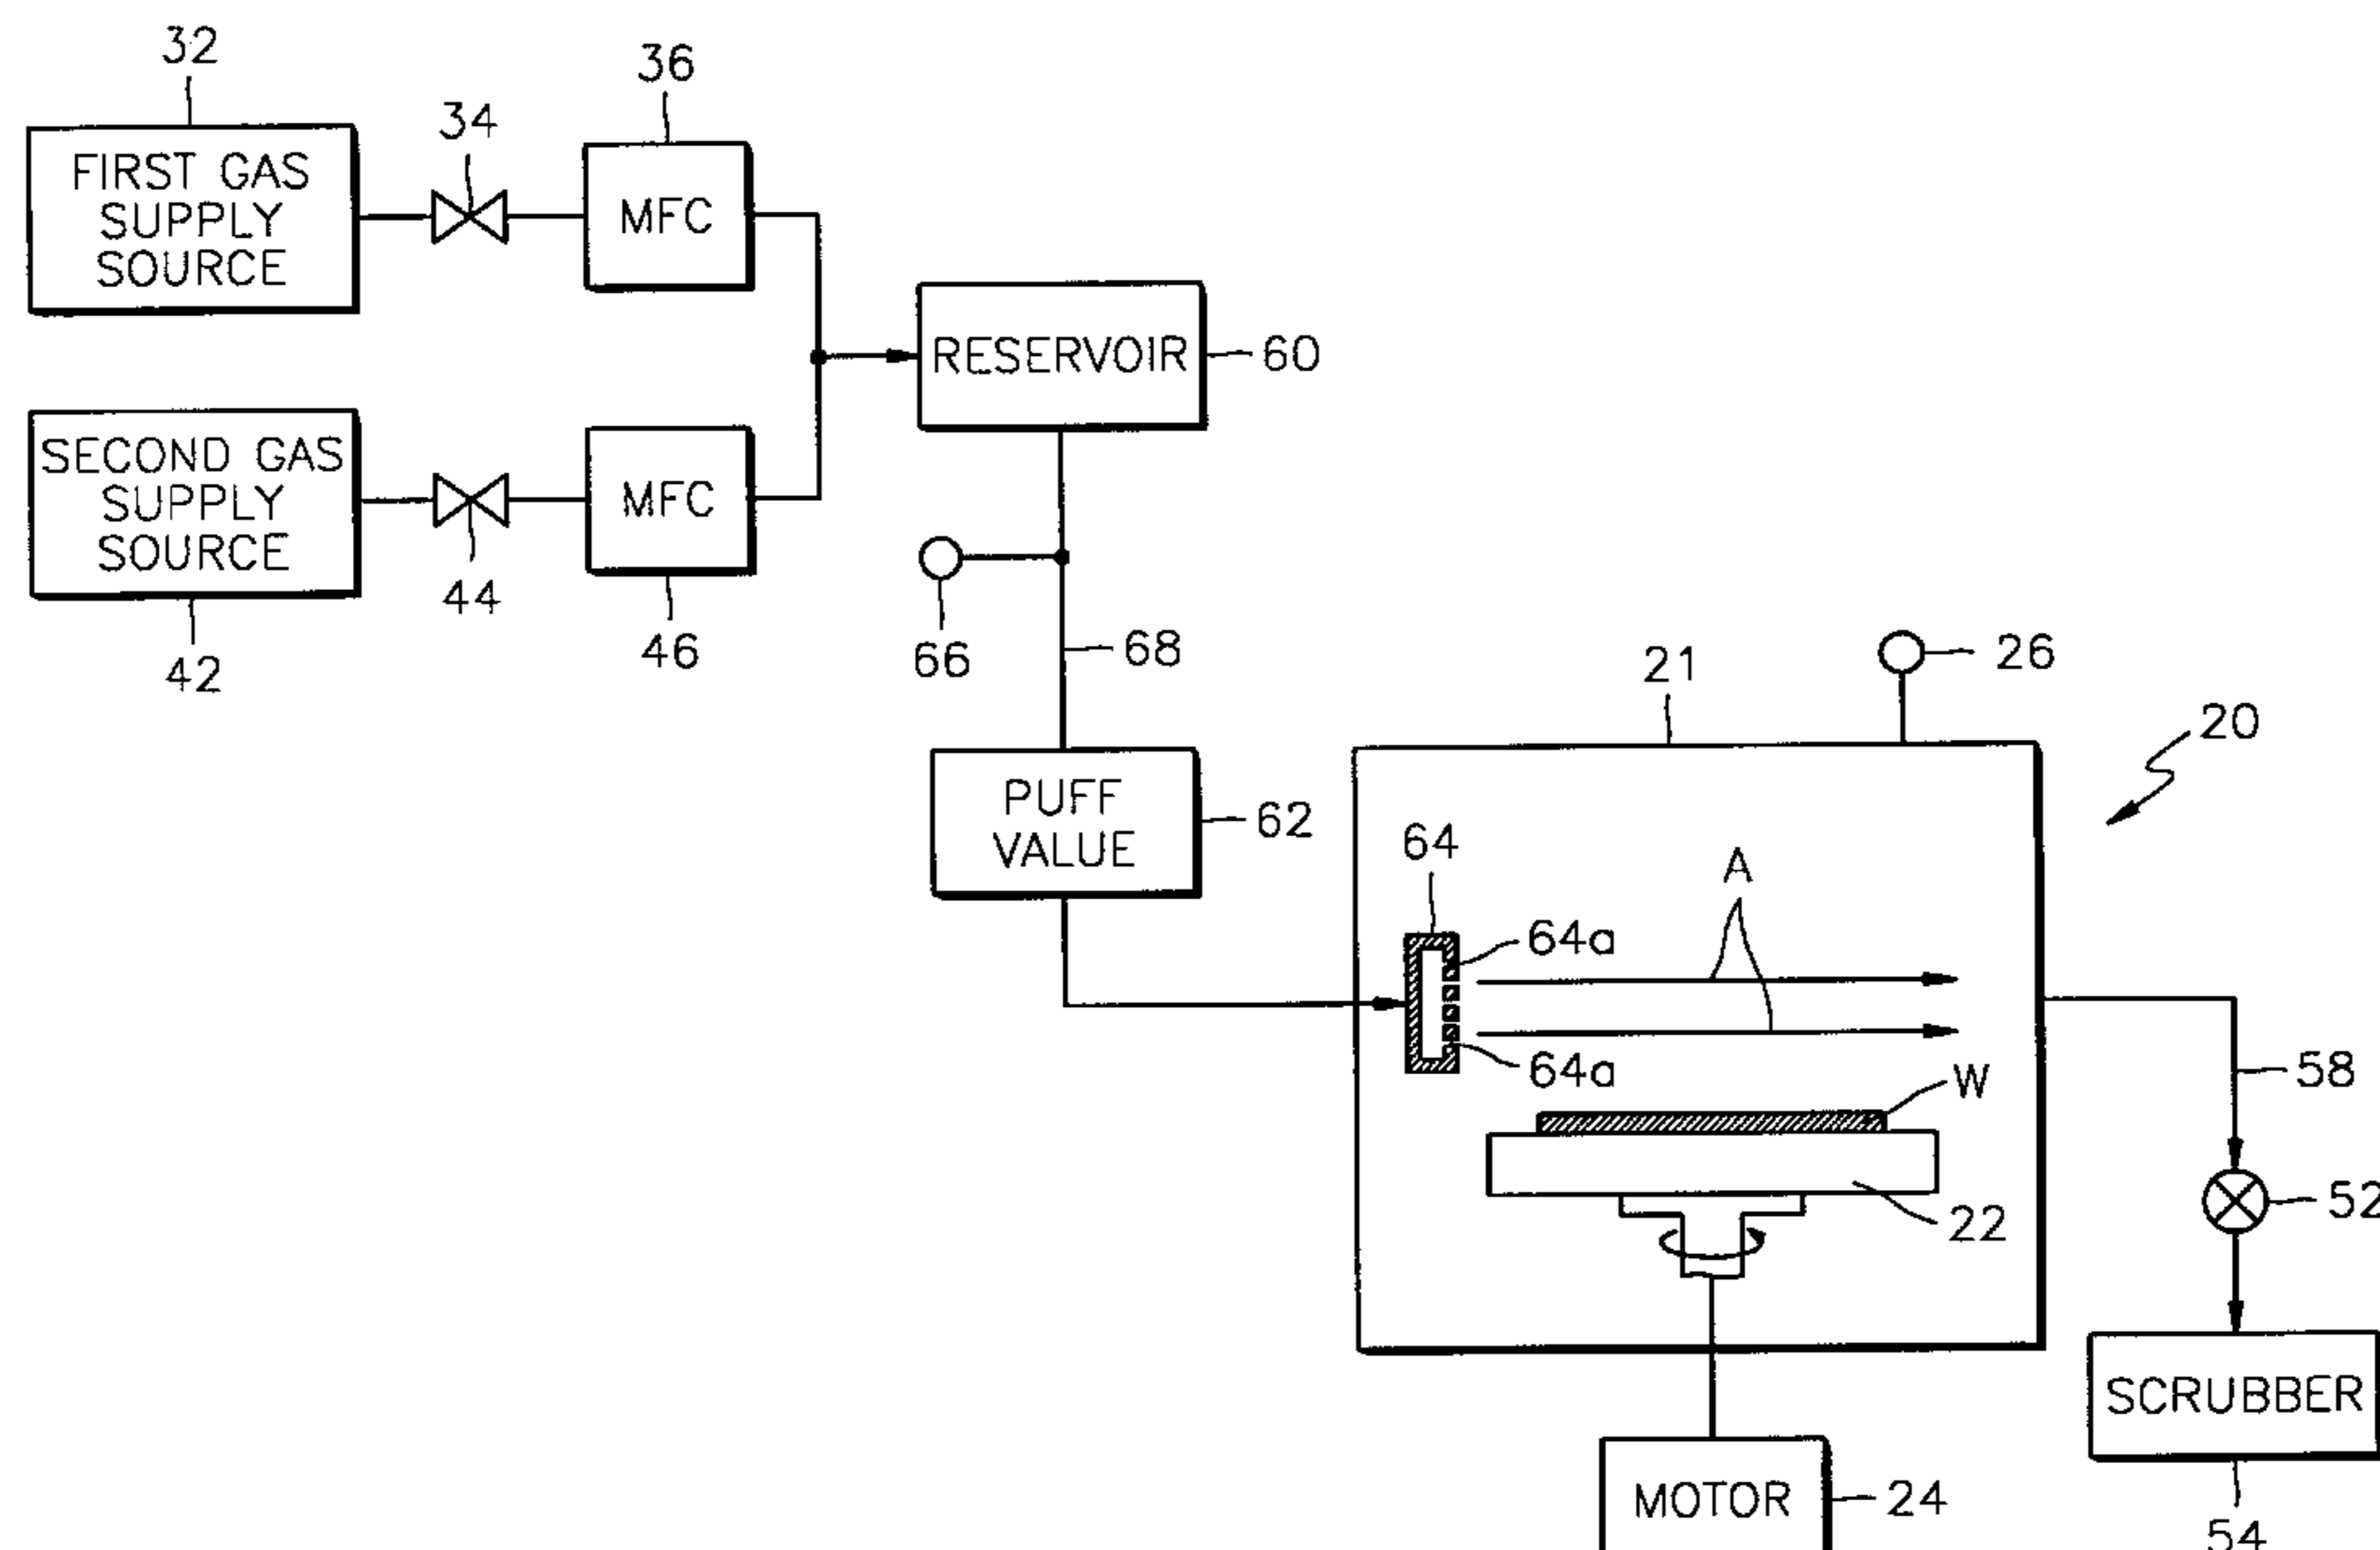 32
36
34
FIRST GAS
SUPPLY
SOURCE
MFC
RESERVOIR
60
SECOND GAS
SUPPLY
SOURCE
MFC
44
42
46
66
68
21
26
20
PUFF
VALUE
62
64
A
64a
64a
W
58
22
52
SCRUBBER
MOTOR
24
54